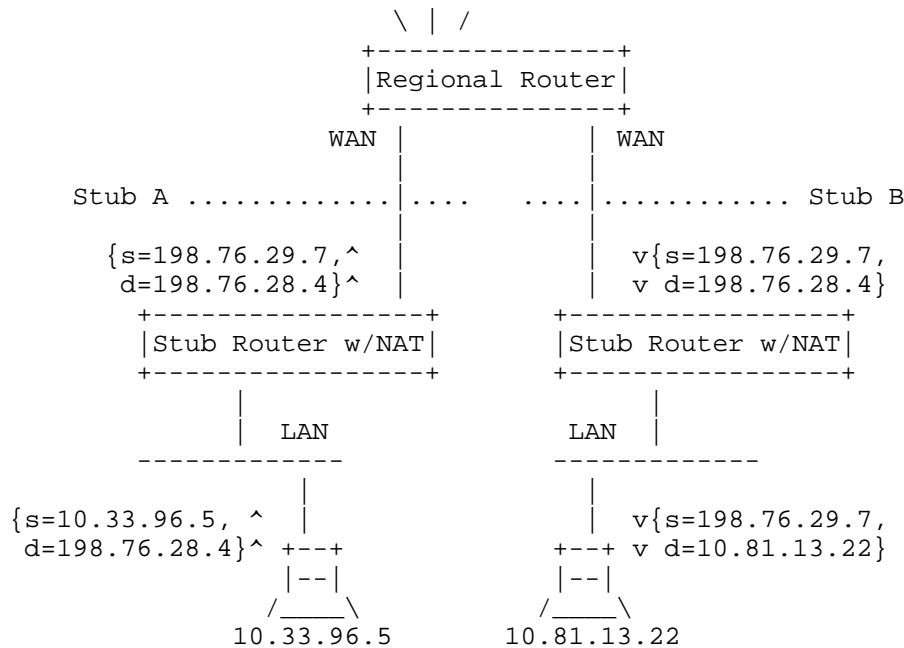 \ | /
+---------------+
|Regional Router|
+---------------+
WAN | | WAN
| |
Stub A .............|.... ....|............ Stub B
| |
{s=198.76.29.7,^ | | v{s=198.76.29.7,
d=198.76.28.4}^ | | v d=198.76.28.4}
+-----------------+ +-----------------+
|Stub Router w/NAT| |Stub Router w/NAT|
+-----------------+ +-----------------+
| |
| LAN LAN |
------------- -------------
| |
{s=10.33.96.5, ^ | | v{s=198.76.29.7,
d=198.76.28.4}^ +--+ +--+ v d=10.81.13.22}
|--| |--|
/____\ /____\
10.33.96.5 10.81.13.22